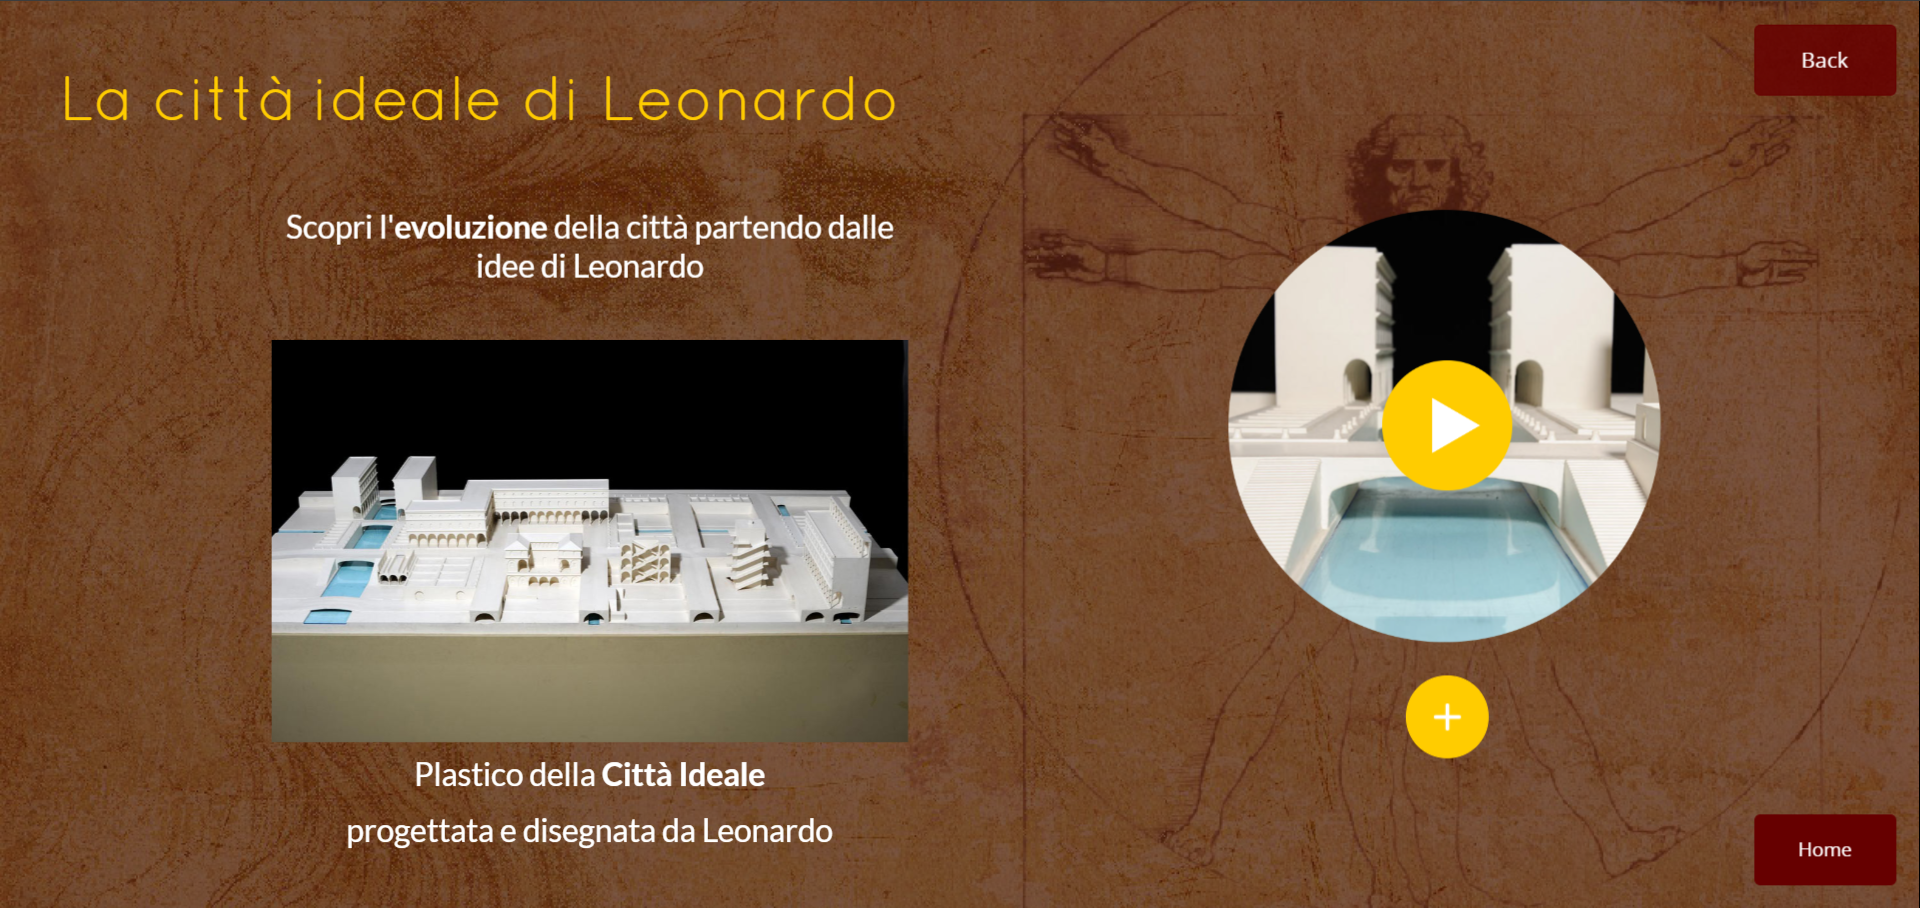 La città ideale di Leonardo
Back
Scopri l'evoluzione della città partendo dalle
idee di Leonardo
Plastico della Città Ideale
progettata e disegnata da Leonardo
Home